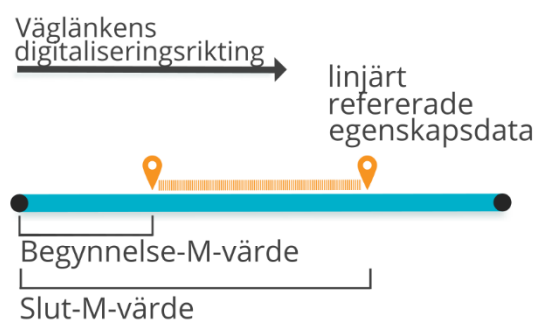 Väglänkens
digitaliseringsrikting
linjärt
refererade
egenskapsdata
Begynnelse-M-värde
Slut-M-värde